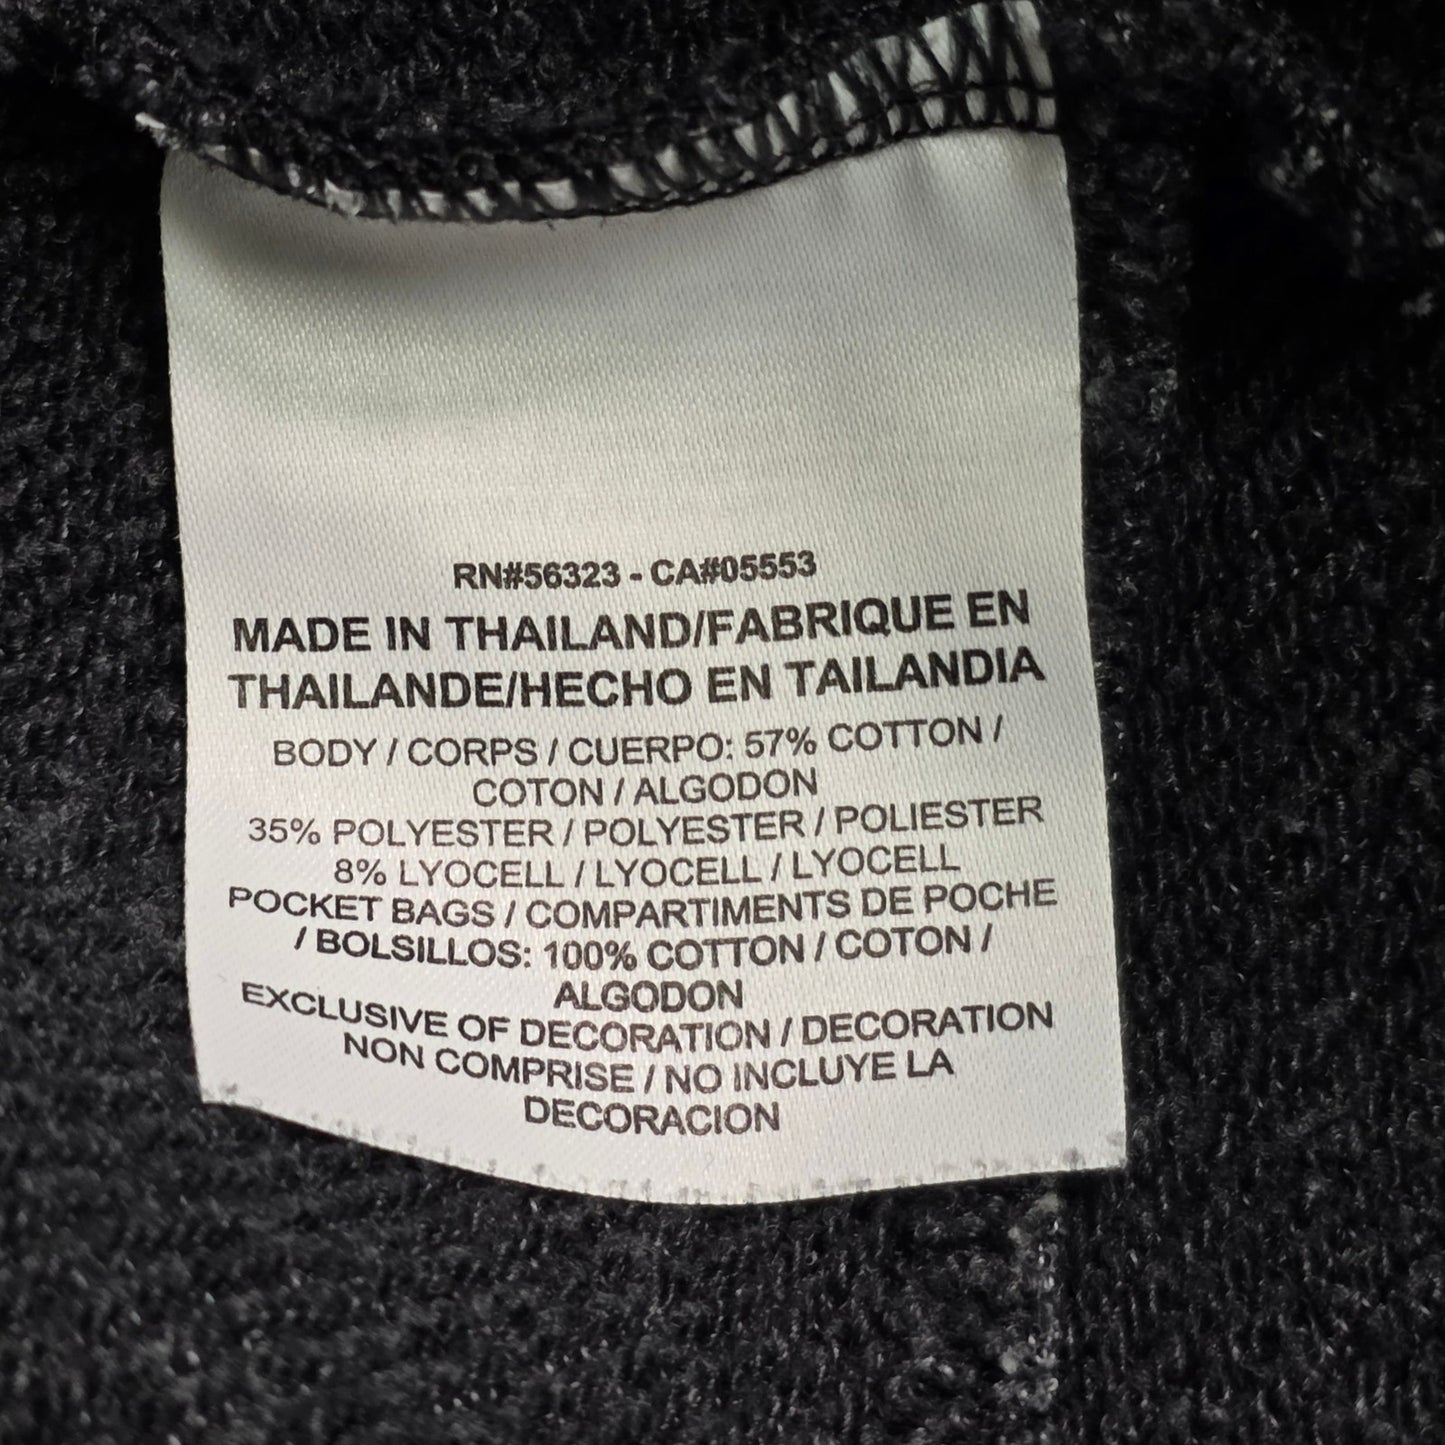 RN#56323 - CA#05553
MADE IN THAILAND/FABRIQUE EN
THAILANDE/HECHO EN TAILANDIA
BODY / CORPS / CUERPO: 57% COTTON /
COTON / ALGODON
35% POLYESTER / POLYESTER / POLIESTER
8% LYOCELL / LYOCELL / LYOCELL
POCKET BAGS / COMPARTIMENTS DE POCHE
/ BOLSILLOS: 100% COTTON / COTON /
ALGODON
EXCLUSIVE OF DECORATION / DECORATION
NON COMPRISE / NO INCLUYE LA
DECORACION